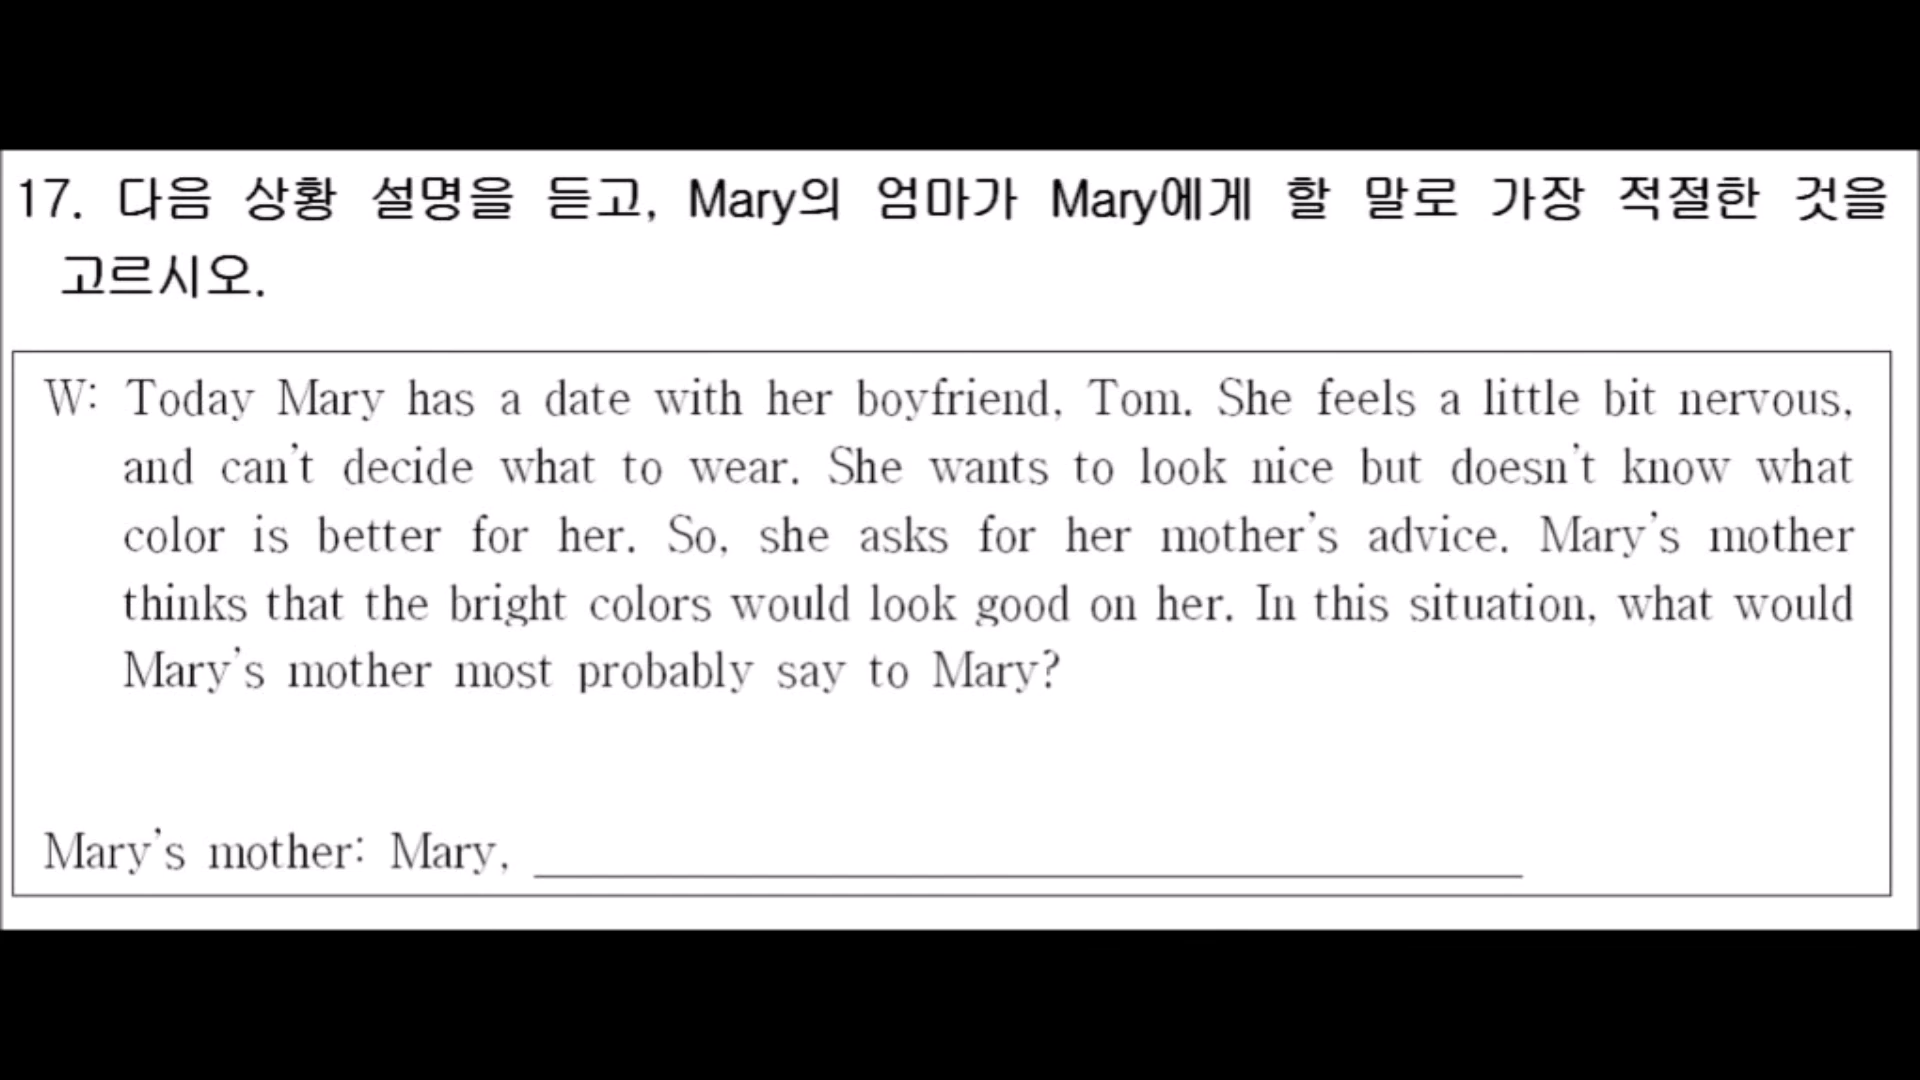 17. 다음 상황 설명을 듣고, Mary의 엄마가 Mary에게 할 말로 가장 적절한 것을
고르시오.
W: Today Mary has a date with her boyfriend, Tom. She feels a little bit nervous,
and can't decide what to wear. She wants to look nice but doesn't know what
color is better for her. So, she asks for her mother's advice. Mary's mother
thinks that the bright colors would look good on her. In this situation, what would
Mary's mother most probably say to Mary?
Mary's mother: Mary, ______________________